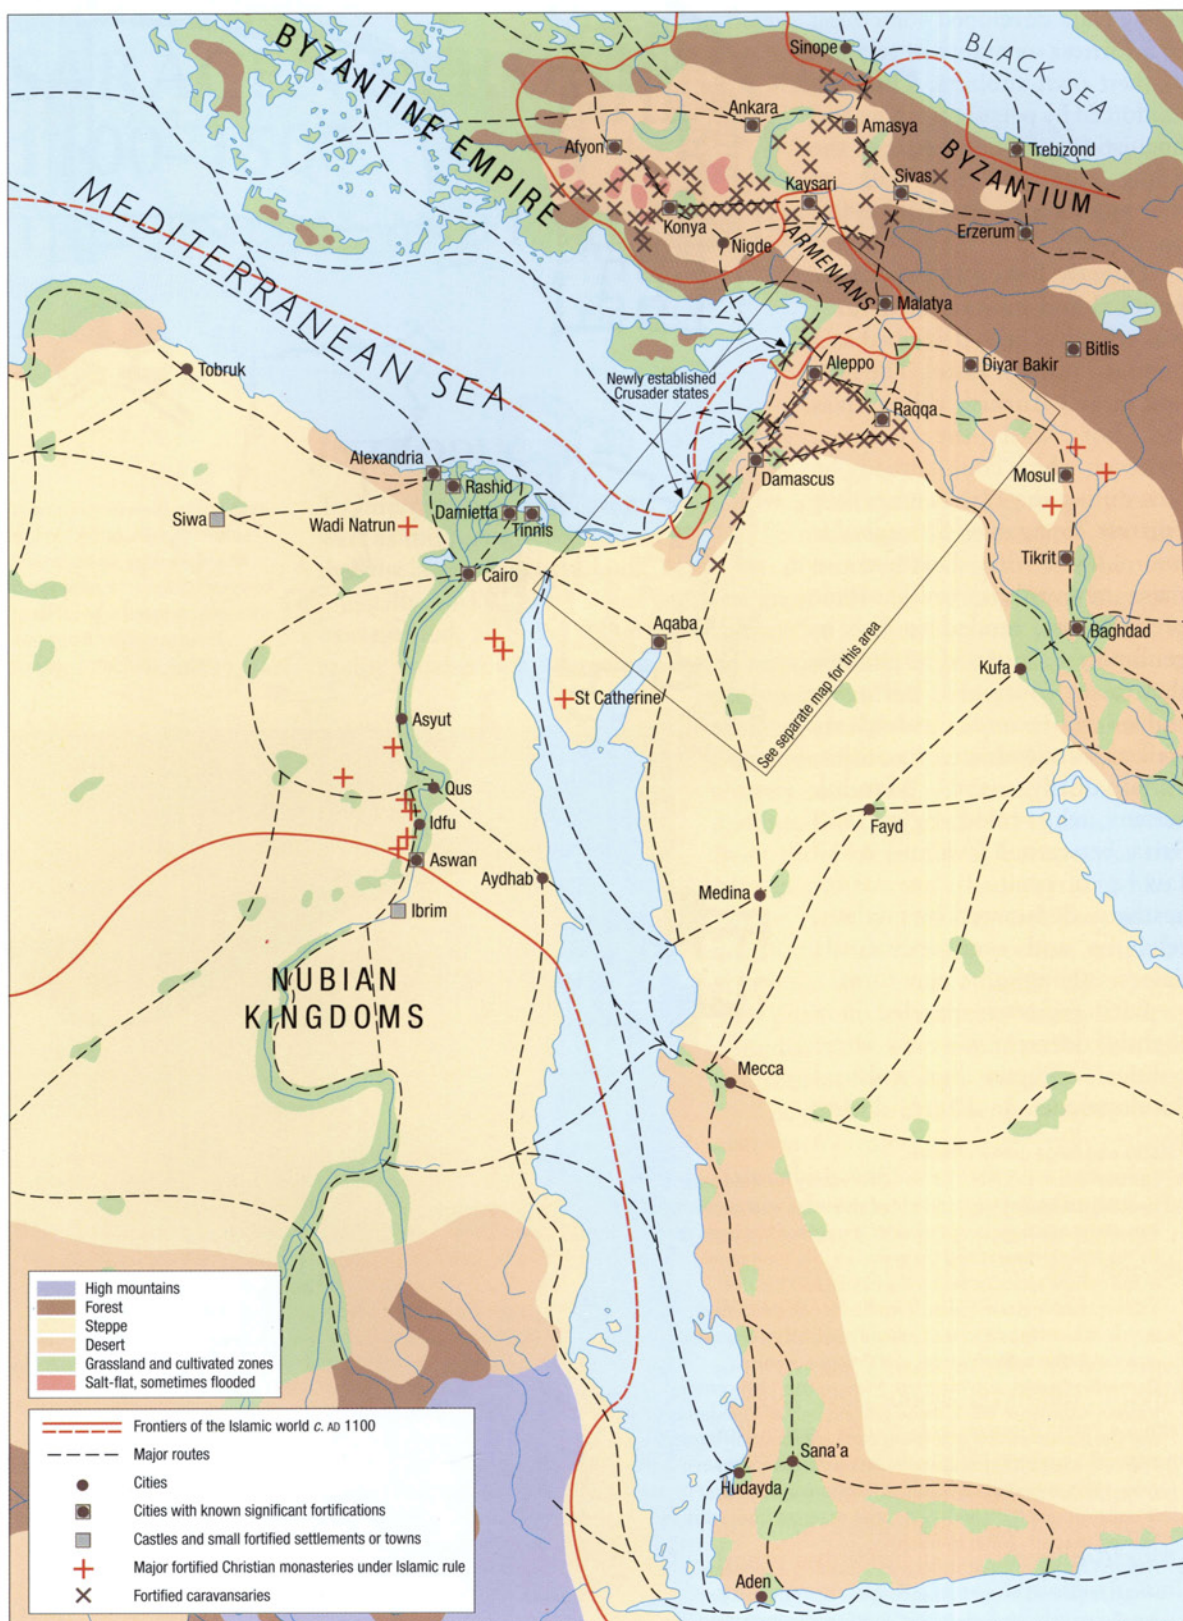 BYZANTINE EMPIRE
BLACK SEA
Sinope
Ankara
Amasya
Afyon
Trebizond
BYZANTIUM
Sivas
Kaysari
Konya
Erzerum
Nigde
ARMENIANS
MEDITERRANEAN SEA
Malatya
Bitlis
Tobruk
Newly established
Crusader states
Aleppo
Diyar Bakir
Raqqa
Alexandria
Rashid
Damascus
Mosul
Siwa
Wadi Natrun
Damietta
Tinnis
Tikrit
Cairo
Aqaba
Baghdad
Kufa
St Catherine
See separate map for this area
Asyut
Qus
Idfu
Fayd
Aswan
Aydhab
Medina
Ibrim
NUBIAN
KINGDOMS
Mecca
High mountains
Forest
Steppe
Desert
Grassland and cultivated zones
Salt-flat, sometimes flooded
Frontiers of the Islamic world c. AD 1100
Major routes
Cities
Cities with known significant fortifications
Castles and small fortified settlements or towns
Major fortified Christian monasteries under Islamic rule
Fortified caravansaries
Sana'a
Hudayda
Aden